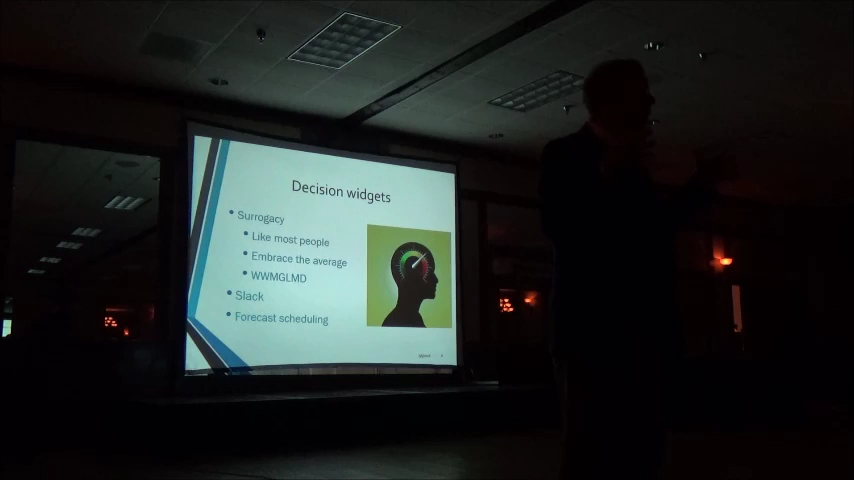 Decision widgets
Surrogacy
Like most people
Embrace the average
WWMGLMD
Slack
Forecast scheduling